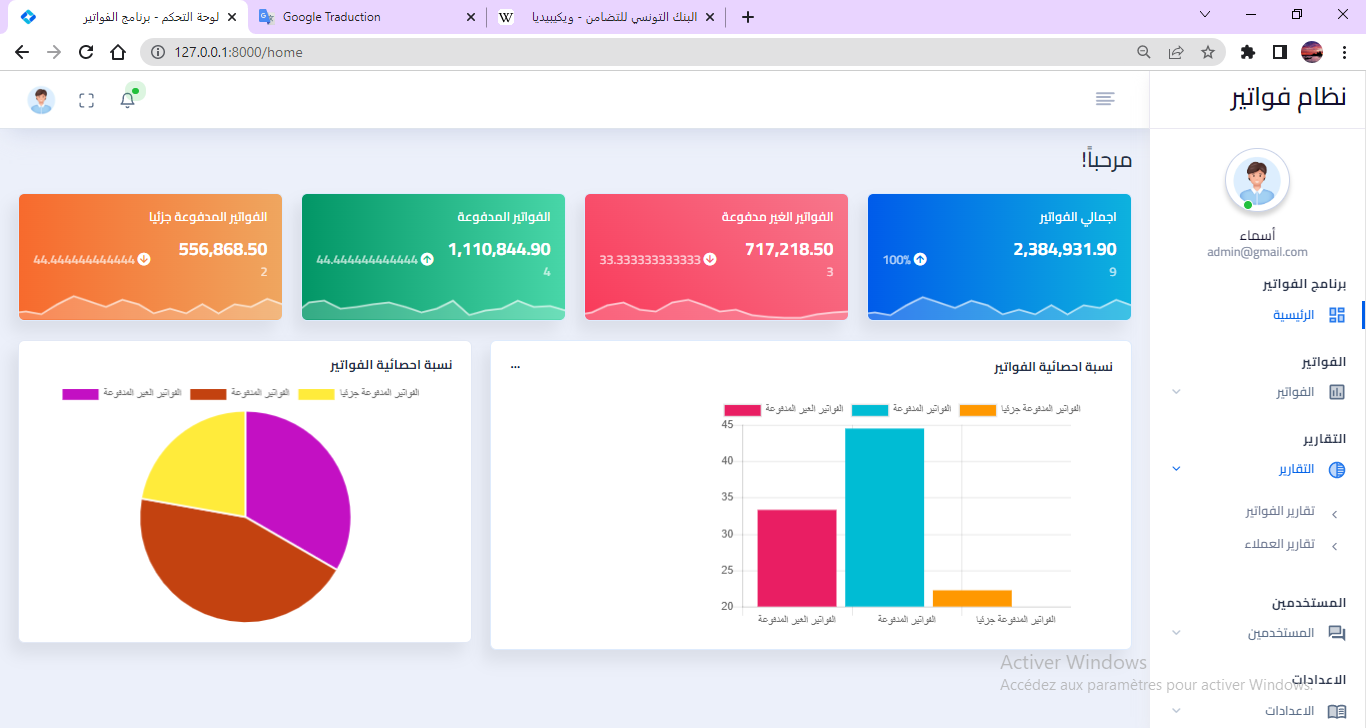 لوحة التحكم - برنامج الفواتير
Google Traduction
البنك التونسي للتضامن - ويكيبيديا
W
127.0.0.1:8000/home
نظام فواتير
أسماء
admin@gmail.com
برنامج الفواتير
الرئيسية
الفواتير
الفواتير
التقارير
التقارير
تقارير الفواتير
تقارير العملاء
المستخدمين
المستخدمين
الاعدادات
الاعدادات
مرحباً!
اجمالي الفواتير
2,384,931.90
100%
9
الفواتير الغير مدفوعة
717,218.50
33.333333333333
3
الفواتير المدفوعة
1,110,844.90
44.444444444444
4
الفواتير المدفوعة جزئيا
556,868.50
44.444444444444
2
نسبة احصائية الفواتير
...
الفواتير الغير المدفوعة
الفواتير المدفوعة
الفواتير المدفوعة جزئيا
45
40
35
30
25
20
الفواتير الغير المدفوعة
الفواتير المدفوعة
الفواتير المدفوعة جزئيا
نسبة احصائية الفواتير
الفواتير الغير المدفوعة
الفواتير المدفوعة
الفواتير المدفوعة جزئيا
Activer Windows
Accédez aux paramètres pour activer Windows.